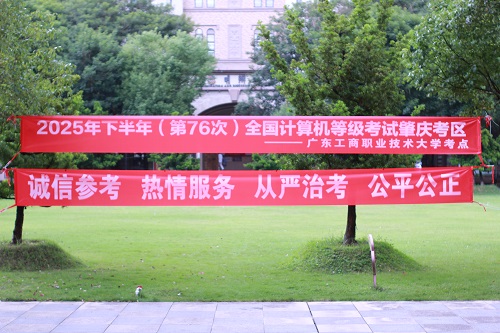 2025年下半年（第76次）全国计算机等级考试肇庆考区
——广东工商职业技术大学考点
诚信参考 热情服务 从严治考 公平公正